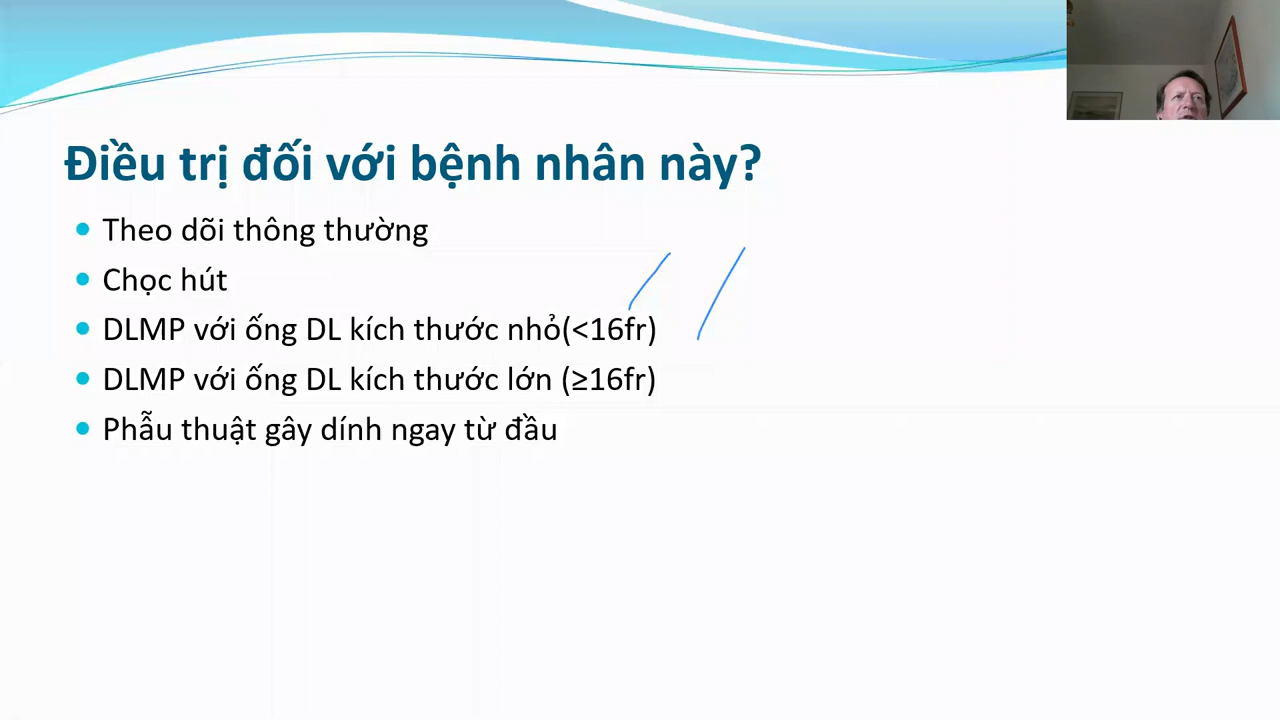 Điều trị đối với bệnh nhân này?
Theo dõi thông thường
Chọc hút
DLMP với ống DL kích thước nhỏ(<16fr)
DLMP với ống DL kích thước lớn (≥16fr)
Phẫu thuật gây dính ngay từ đầu